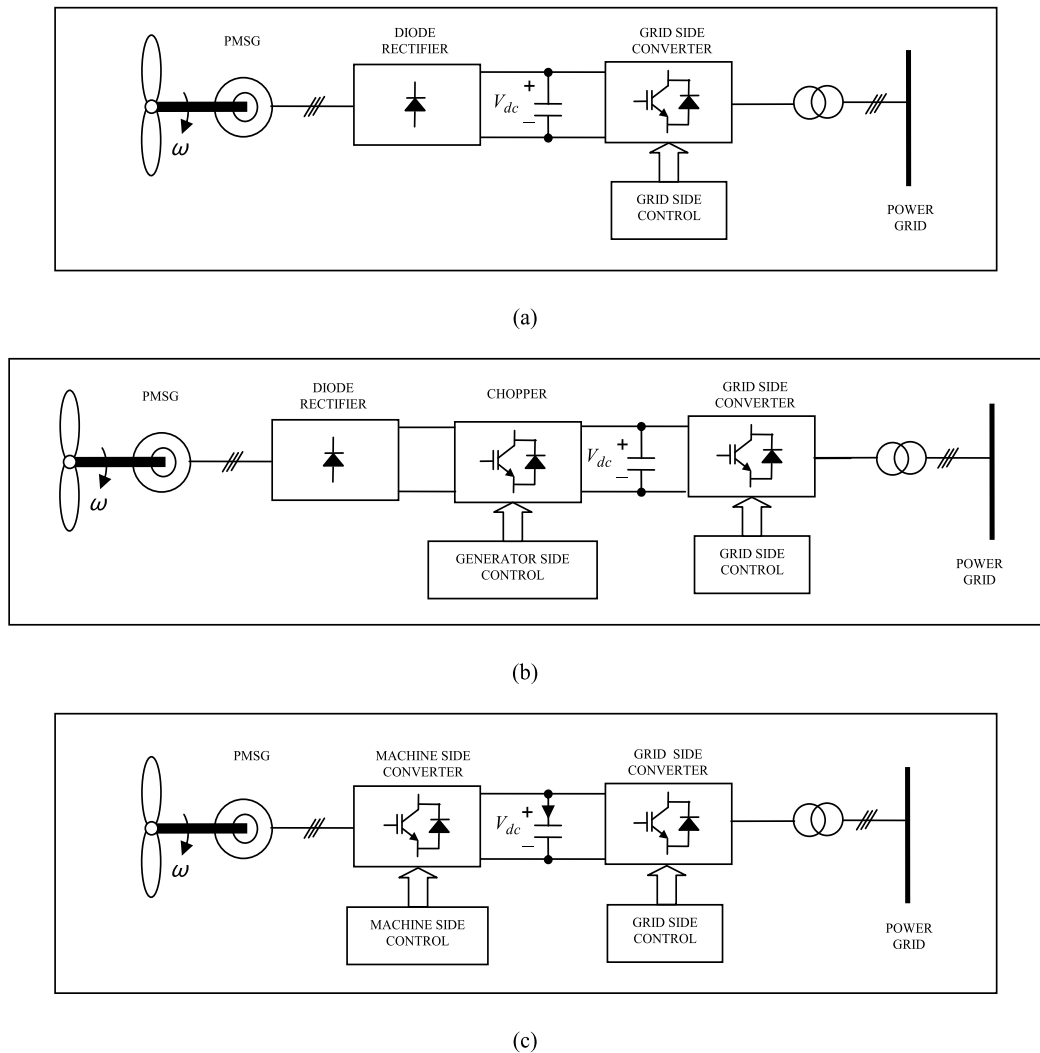 PMSG
DIODE
RECTIFIER
GRID SIDE
CONVERTER
ω
Vdc
+
−
GRID SIDE
CONTROL
POWER
GRID
(a)
PMSG
DIODE
RECTIFIER
CHOPPER
GRID SIDE
CONVERTER
ω
Vdc
+
−
GENERATOR SIDE
CONTROL
GRID SIDE
CONTROL
POWER
GRID
(b)
PMSG
MACHINE SIDE
CONVERTER
GRID SIDE
CONVERTER
ω
Vdc
+
−
MACHINE SIDE
CONTROL
GRID SIDE
CONTROL
POWER
GRID
(c)